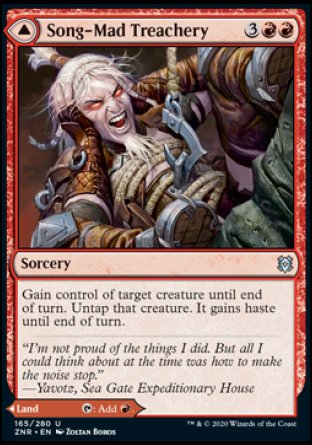 Song-Mad Treachery 3
Sorcery
Gain control of target creature until end
of turn. Untap that creature. It gains haste
until end of turn.
"I'm not proud of the things I did. But all I
could think about at the time was how to make
the noise stop."
—Yavotz, Sea Gate Expeditionary House
Land : Add .
165/280 U
ZNR • EN Zoltan Boros
™ & © 2020 Wizards of the Coast